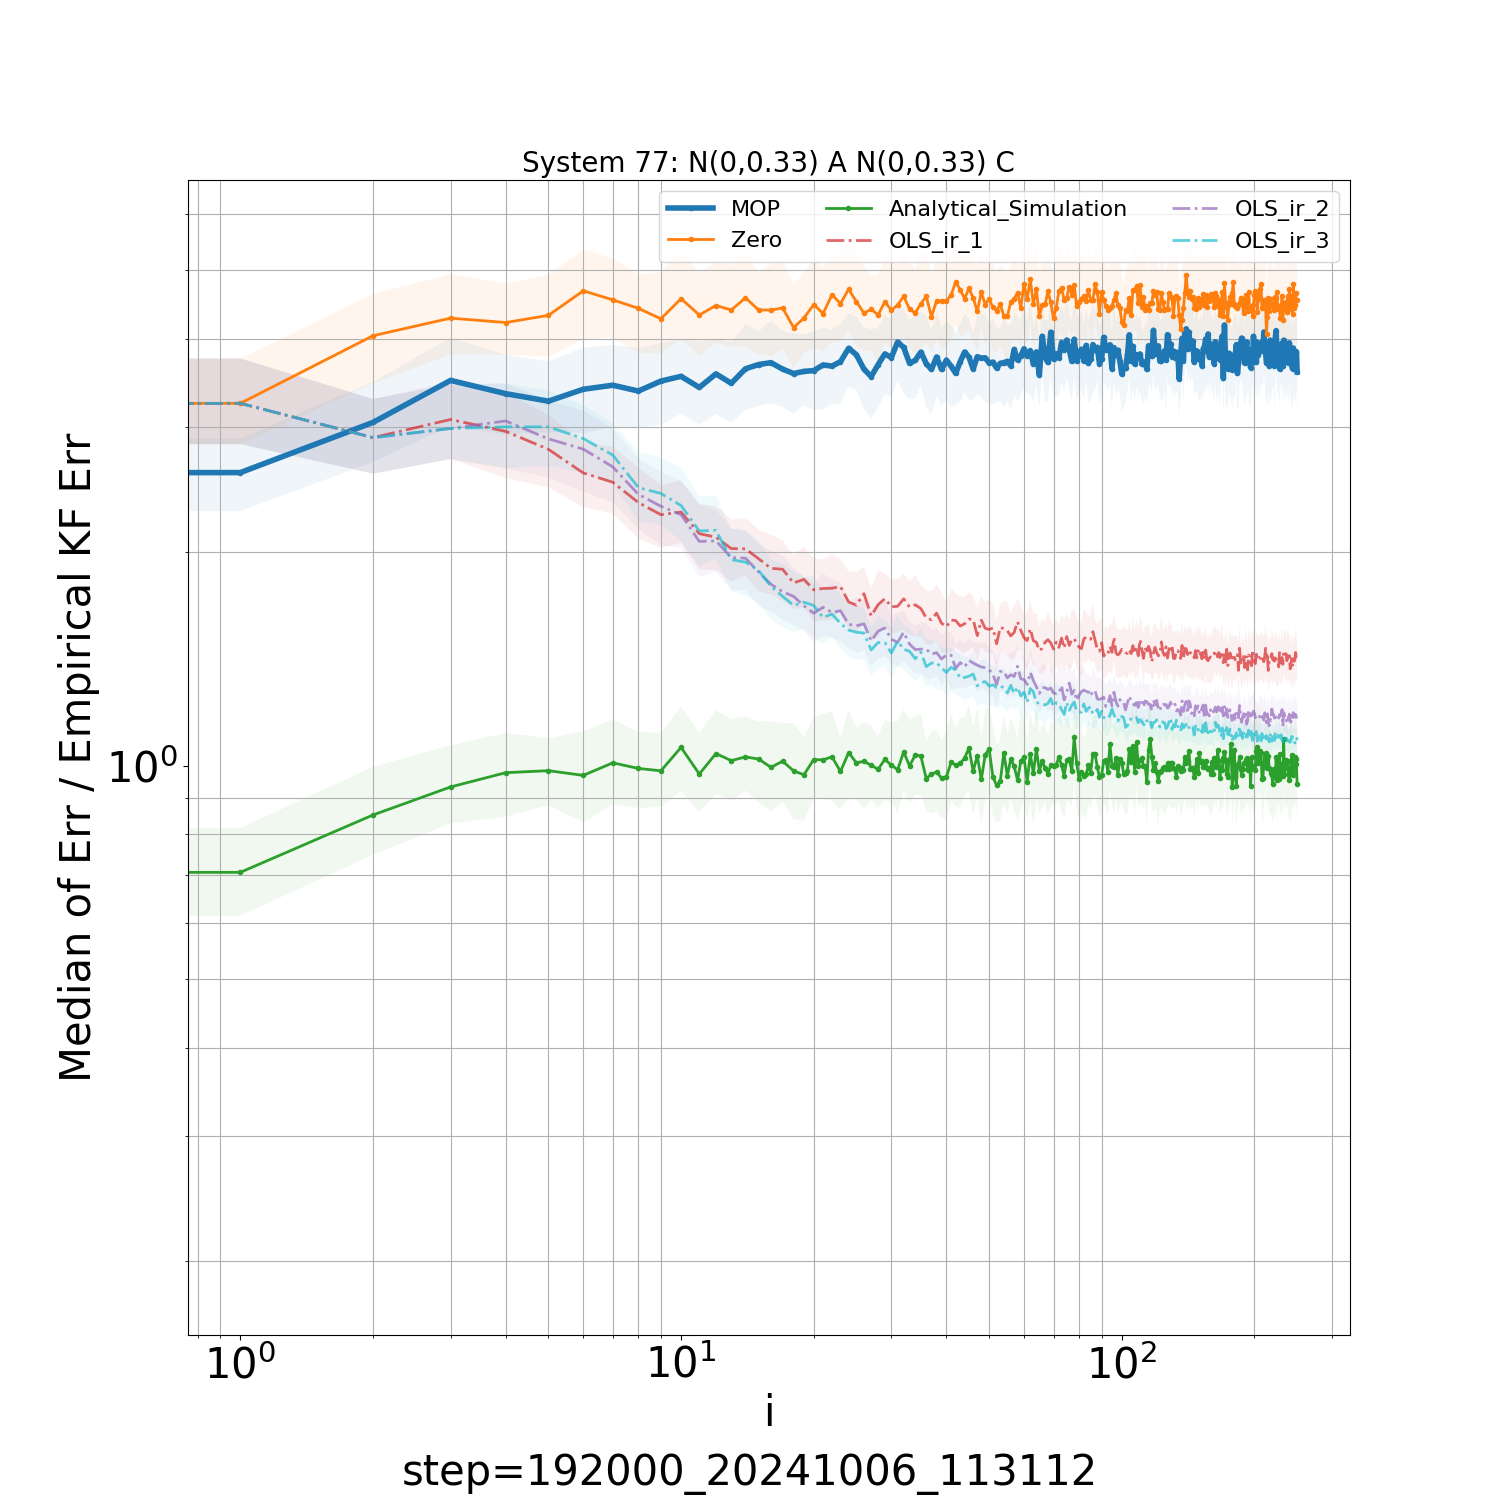 System 77: N(0,0.33) A N(0,0.33) C
MOP
Zero
Analytical_Simulation
OLS_ir_1
OLS_ir_2
OLS_ir_3
Median of Err / Empirical KF Err
10⁰
10⁰
10¹
10²
i
step=192000_20241006_113112